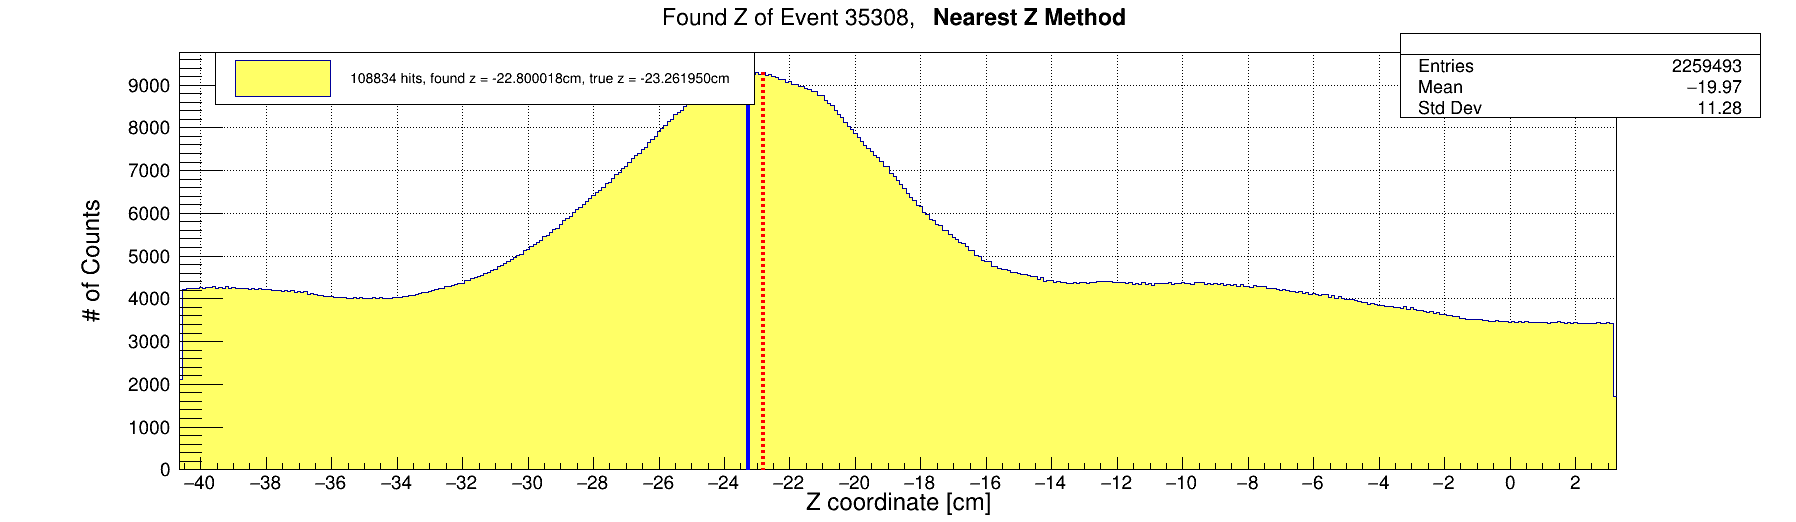 Found Z of Event 35308, Nearest Z Method
108834 hits, found z = -22.800018cm, true z = -23.261950cm
Entries 2259493
Mean −19.97
Std Dev 11.28
# of Counts
9000
8000
7000
6000
5000
4000
3000
2000
1000
0
−40 −38 −36 −34 −32 −30 −28 −26 −24 −22 −20 −18 −16 −14 −12 −10 −8 −6 −4 −2 0 2
Z coordinate [cm]